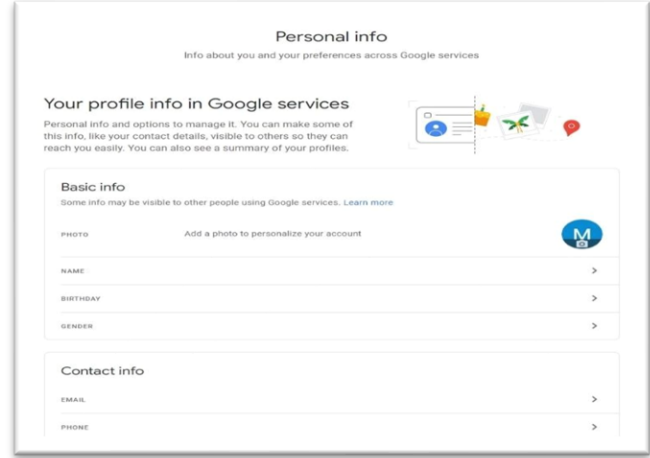 Personal info
Info about you and your preferences across Google services
Your profile info in Google services
Personal info and options to manage it. You can make some of
this info, like your contact details, visible to others so they can
reach you easily. You can also see a summary of your profiles.
Basic info
Some info may be visible to other people using Google services. Learn more
PHOTO Add a photo to personalize your account M
NAME
BIRTHDAY
GENDER
Contact info
EMAIL
PHONE